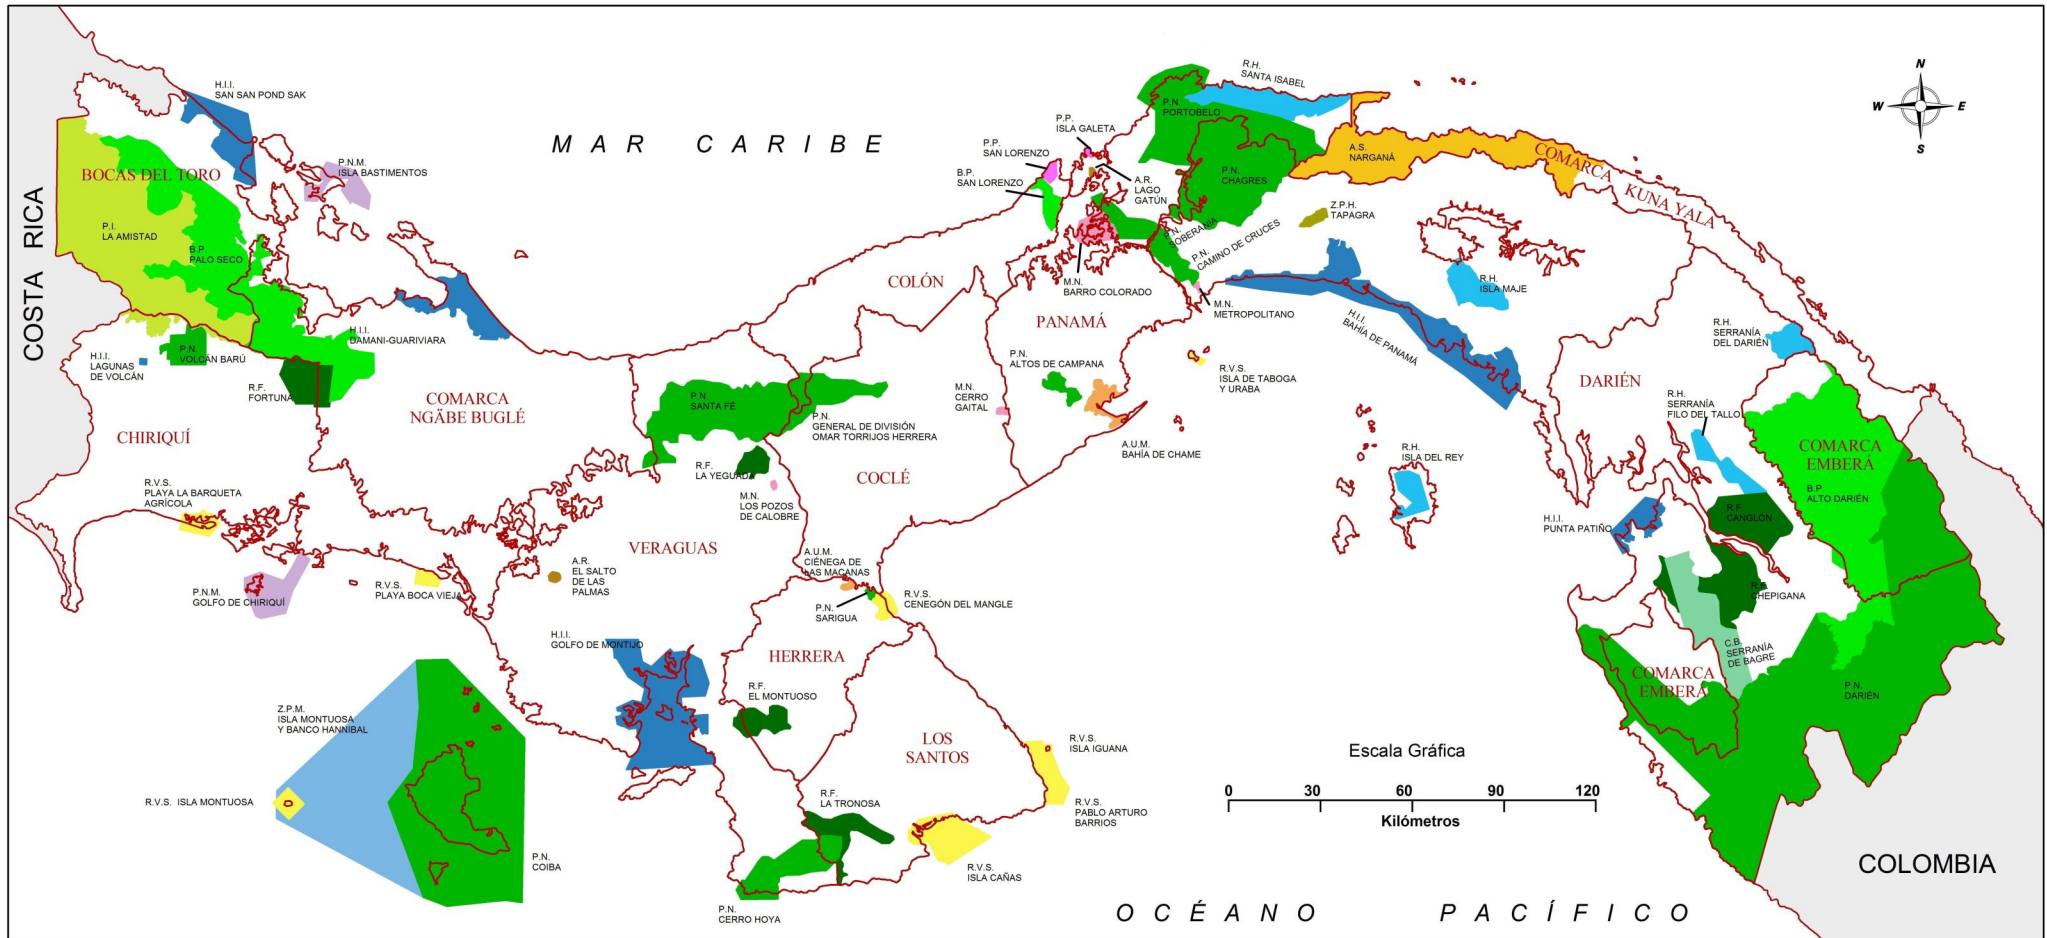 H.I.I.
SAN SAN POND SAK
R.H.
SANTA ISABEL
N
W
E
S
P.N.
PORTOBELO
P.P.
ISLA GALETA
MAR CARIBE
P.P.
SAN LORENZO
A.S.
NARGANÁ
COMARCA KUNA YALA
P.N.M.
ISLA BASTIMENTOS
BOCAS DEL TORO
B.P.
SAN LORENZO
A.R.
LAGO
GATÚN
P.N.
CHAGRES
COSTA RICA
P.I.
LA AMISTAD
B.P.
PALO SECO
Z.P.H.
TAPAGRA
P.N.
SOBERANIA
P.N.
CAMINO DE CRUCES
COLÓN
M.N.
BARRO COLORADO
R.H.
ISLA MAJE
M.N.
METROPOLITANO
PANAMÁ
H.I.I.
BAHÍA DE PANAMÁ
H.I.I.
DAMANI-GUARIVIARA
R.H.
SERRANÍA
DEL DARIÉN
H.I.I.
LAGUNAS
DE VOLCÁN
P.N.
VOLCÁN BARÚ
P.N.
ALTOS DE CAMPANA
R.V.S.
ISLA DE TABOGA
Y URABA
DARIÉN
R.F.
FORTUNA
COMARCA
NGÄBE BUGLÉ
P.N.
SANTA FÉ
M.N.
CERRO
GAITAL
R.H.
SERRANÍA
FILO DEL TALLO
P.N.
GENERAL DE DIVISIÓN
OMAR TORRIJOS HERRERA
CHIRIQUÍ
A.U.M.
BAHÍA DE CHAME
R.H.
ISLA DEL REY
COMARCA
EMBERÁ
R.F.
LA YEGUADA
COCLÉ
R.V.S.
PLAYA LA BARQUETA
AGRÍCOLA
M.N.
LOS POZOS
DE CALOBRE
B.P.
ALTO DARIÉN
R.F.
CANGLÓN
H.I.I.
PUNTA PATIÑO
VERAGUAS
A.U.M.
CIÉNEGA DE
LAS MACANAS
A.R.
EL SALTO
DE LAS
PALMAS
P.N.M.
GOLFO DE CHIRIQUÍ
R.V.S.
PLAYA BOCA VIEJA
R.V.S.
CENEGÓN DEL MANGLE
P.N.
SARIGUA
R.F.
CHEPIGANA
H.I.I.
GOLFO DE MONTIJO
HERRERA
C.B.
SERRANÍA
DE BAGRE
COMARCA
EMBERÁ
R.F.
EL MONTUOSO
P.N.
DARIÉN
Z.P.M.
ISLA MONTUOSA
Y BANCO HANNIBAL
LOS
SANTOS
R.V.S.
ISLA IGUANA
Escala Gráfica
0 30 60 90 120
Kilómetros
R.V.S. ISLA MONTUOSA
R.F.
LA TRONOSA
R.V.S.
PABLO ARTURO
BARRIOS
P.N.
COIBA
R.V.S.
ISLA CAÑAS
COLOMBIA
P.N.
CERRO HOYA
OCÉANO PACÍFICO